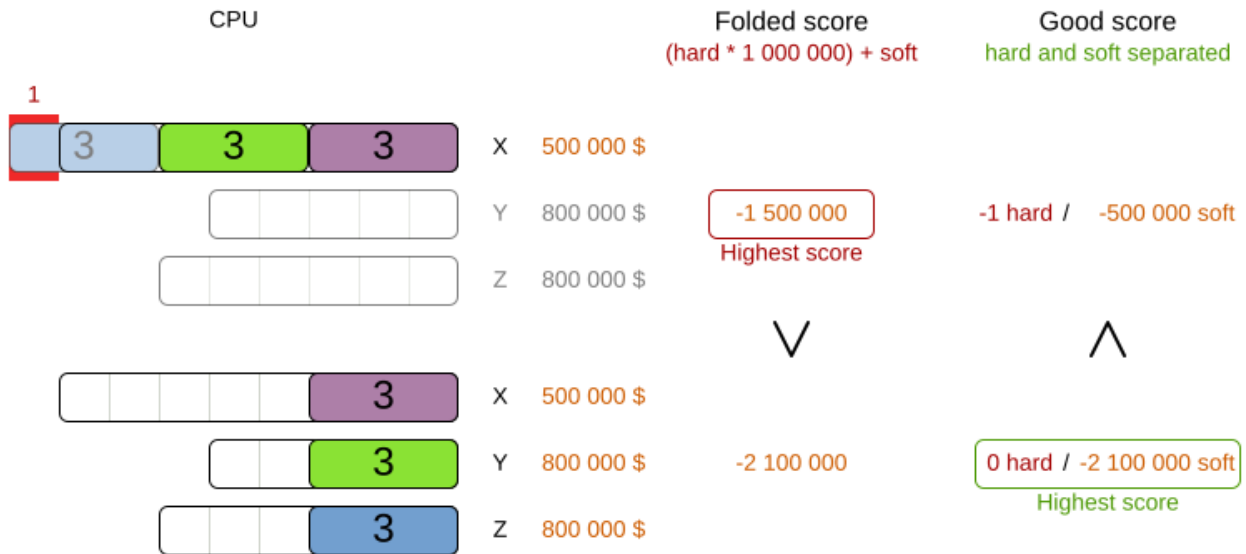 CPU
Folded score
Good score
(hard * 1 000 000) + soft
hard and soft separated
1
3 3 3 X 500 000 $
Y 800 000 $ -1 500 000 -1 hard / -500 000 soft
Highest score
Z 800 000 $
3 X 500 000 $
3 Y 800 000 $ -2 100 000 0 hard / -2 100 000 soft
Highest score
3 Z 800 000 $